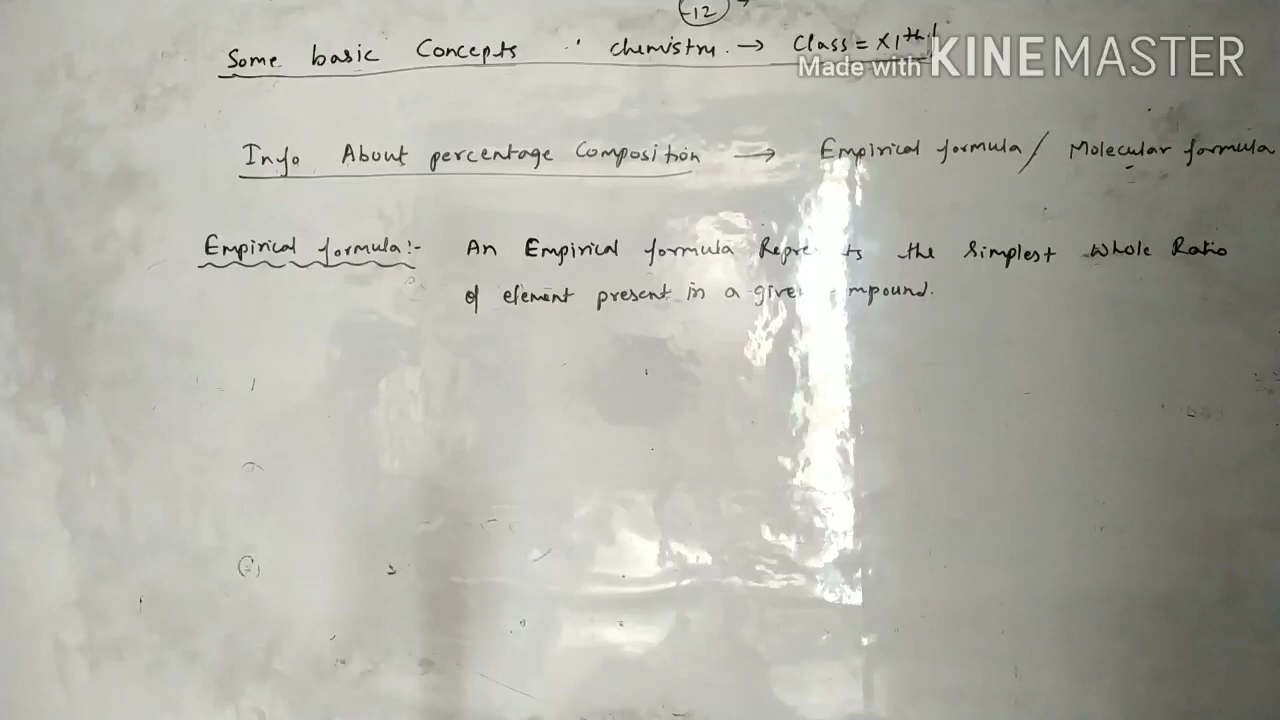 12 →
Some basic Concepts chemistry → Class = XIth
Made with KINEMASTER
Info About percentage Composition → Empirical formula / Molecular formula
Empirical formula:- An Empirical formula the Simplest Whole Ratio
of element present in a